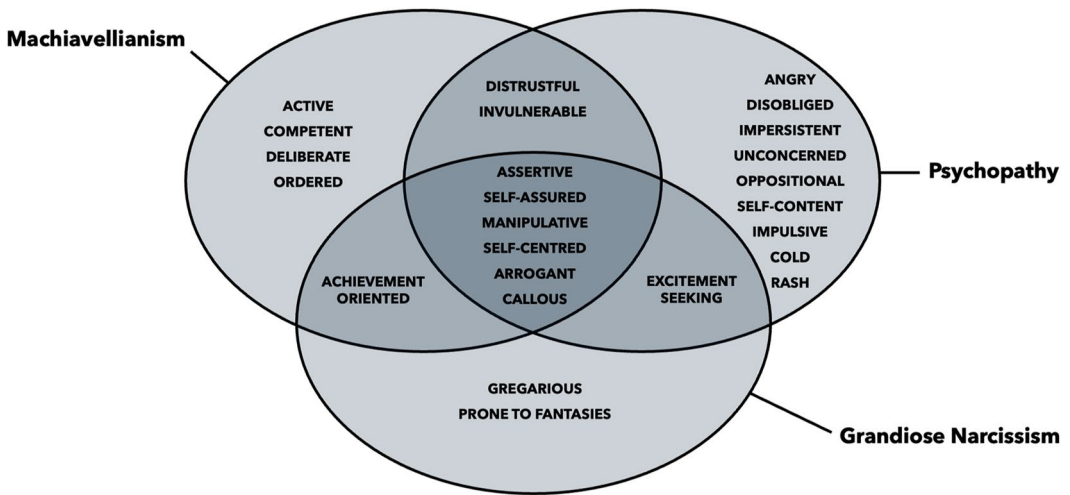 Machiavellianism
ACTIVE
COMPETENT
DELIBERATE
ORDERED
DISTRUSTFUL
INVULNERABLE
ANGRY
DISOBLIGED
IMPERSISTENT
UNCONCERNED
OPPOSITIONAL
SELF-CONTENT
IMPULSIVE
COLD
RASH
Psychopathy
ASSERTIVE
SELF-ASSURED
MANIPULATIVE
SELF-CENTRED
ARROGANT
CALLOUS
ACHIEVEMENT
ORIENTED
EXCITEMENT
SEEKING
GREGARIOUS
PRONE TO FANTASIES
Grandiose Narcissism